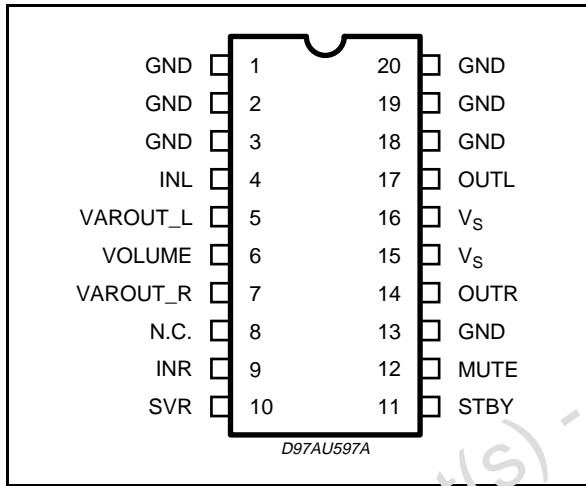 GND 1 20 GND
GND 2 19 GND
GND 3 18 GND
INL 4 17 OUTL
VAROUT_L 5 16 VS
VOLUME 6 15 VS
VAROUT_R 7 14 OUTR
N.C. 8 13 GND
INR 9 12 MUTE
SVR 10 11 STBY
D97AU597A
t(s) -